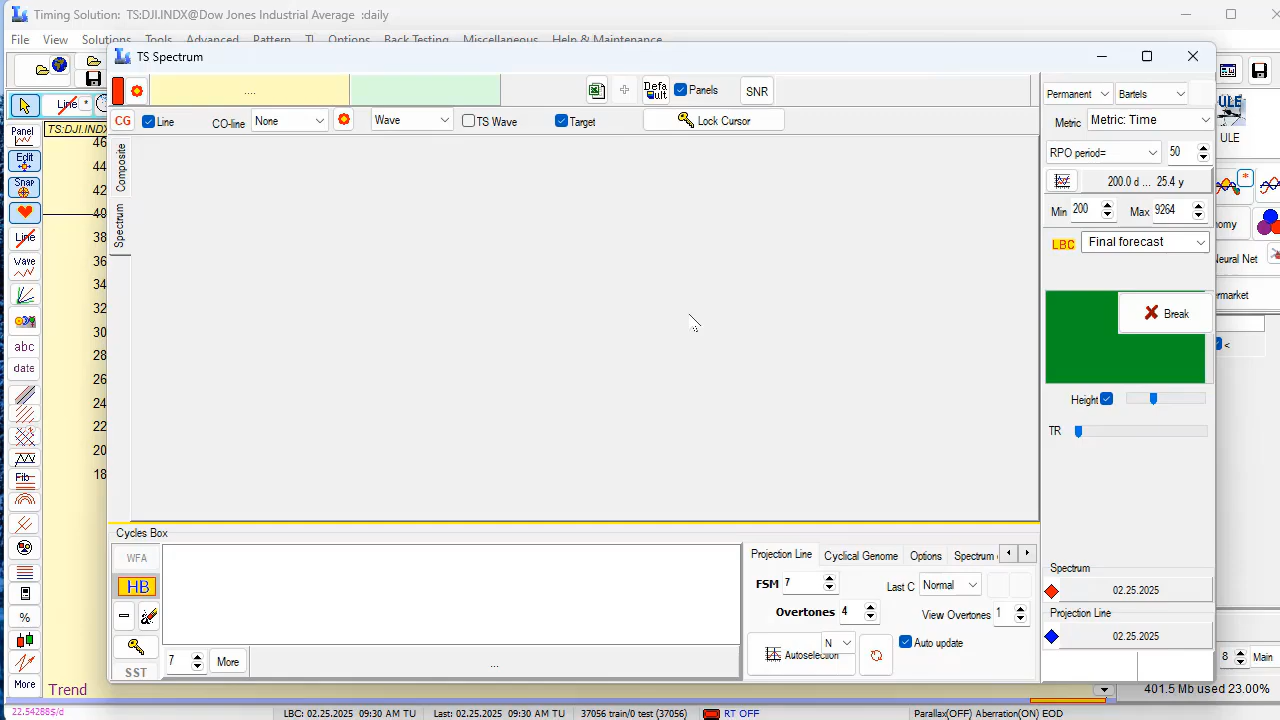 Timing Solution: TS:DJI.INDX@Dow Jones Industrial Average :daily
File View Solutions Tools Advanced Pattern TI Options Back Testing Miscellaneous Help & Maintenance
TS Spectrum
....
Defa ult
Panels
SNR
Permanent
Bartels
Line *
CG
Line
CO-line
None
Wave
TS Wave
Target
Lock Cursor
Metric
Metric: Time
ULE
ULE
Panel
TS:DJI.INDX
RPO period=
50
Edit
Snap
Line
Wave
abc
date
Fib
%
More
46
44
42
40
38
36
34
32
30
28
26
24
22
20
18
Composite
Spectrum
200.0 d ... 25.4 y
Min 200 Max 9264
LBC Final forecast
omy
Neural Net
rmarket
<
Break
Height
TR
Cycles Box
WFA
HB
SST
7
More
...
Projection Line Cyclical Genome Options Spectrum
FSM 7
Last C Normal
Overtones 4
View Overtones 1
Autoselection
N
Auto update
Spectrum
02.25.2025
Projection Line
02.25.2025
8 Main
Trend
401.5 Mb used 23.00%
22.54288$/d
LBC: 02.25.2025 09:30 AM TU
Last: 02.25.2025 09:30 AM TU
37056 train/0 test (37056)
RT OFF
Parallax(OFF) Aberration(ON) EOD